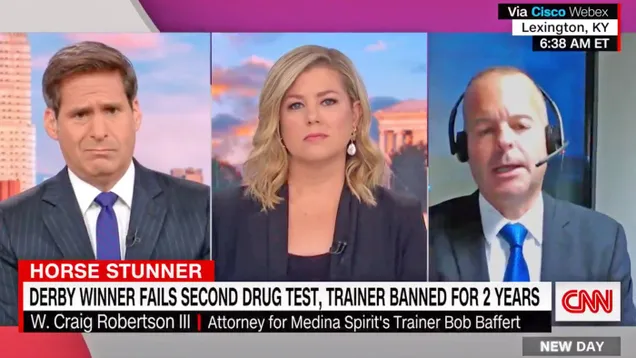 Via Cisco Webex
Lexington, KY
6:38 AM ET
HORSE STUNNER
DERBY WINNER FAILS SECOND DRUG TEST, TRAINER BANNED FOR 2 YEARS
W. Craig Robertson III | Attorney for Medina Spirit's Trainer Bob Baffert
CNN
NEW DAY